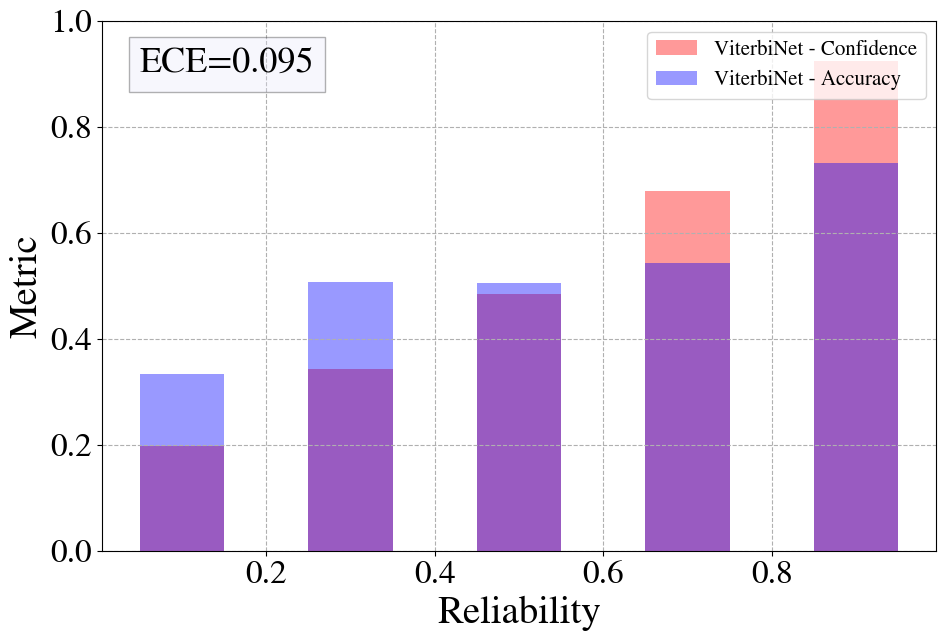 ECE=0.095
ViterbiNet - Confidence
ViterbiNet - Accuracy
Metric
1.0
0.8
0.6
0.4
0.2
0.0
0.2 0.4 0.6 0.8
Reliability